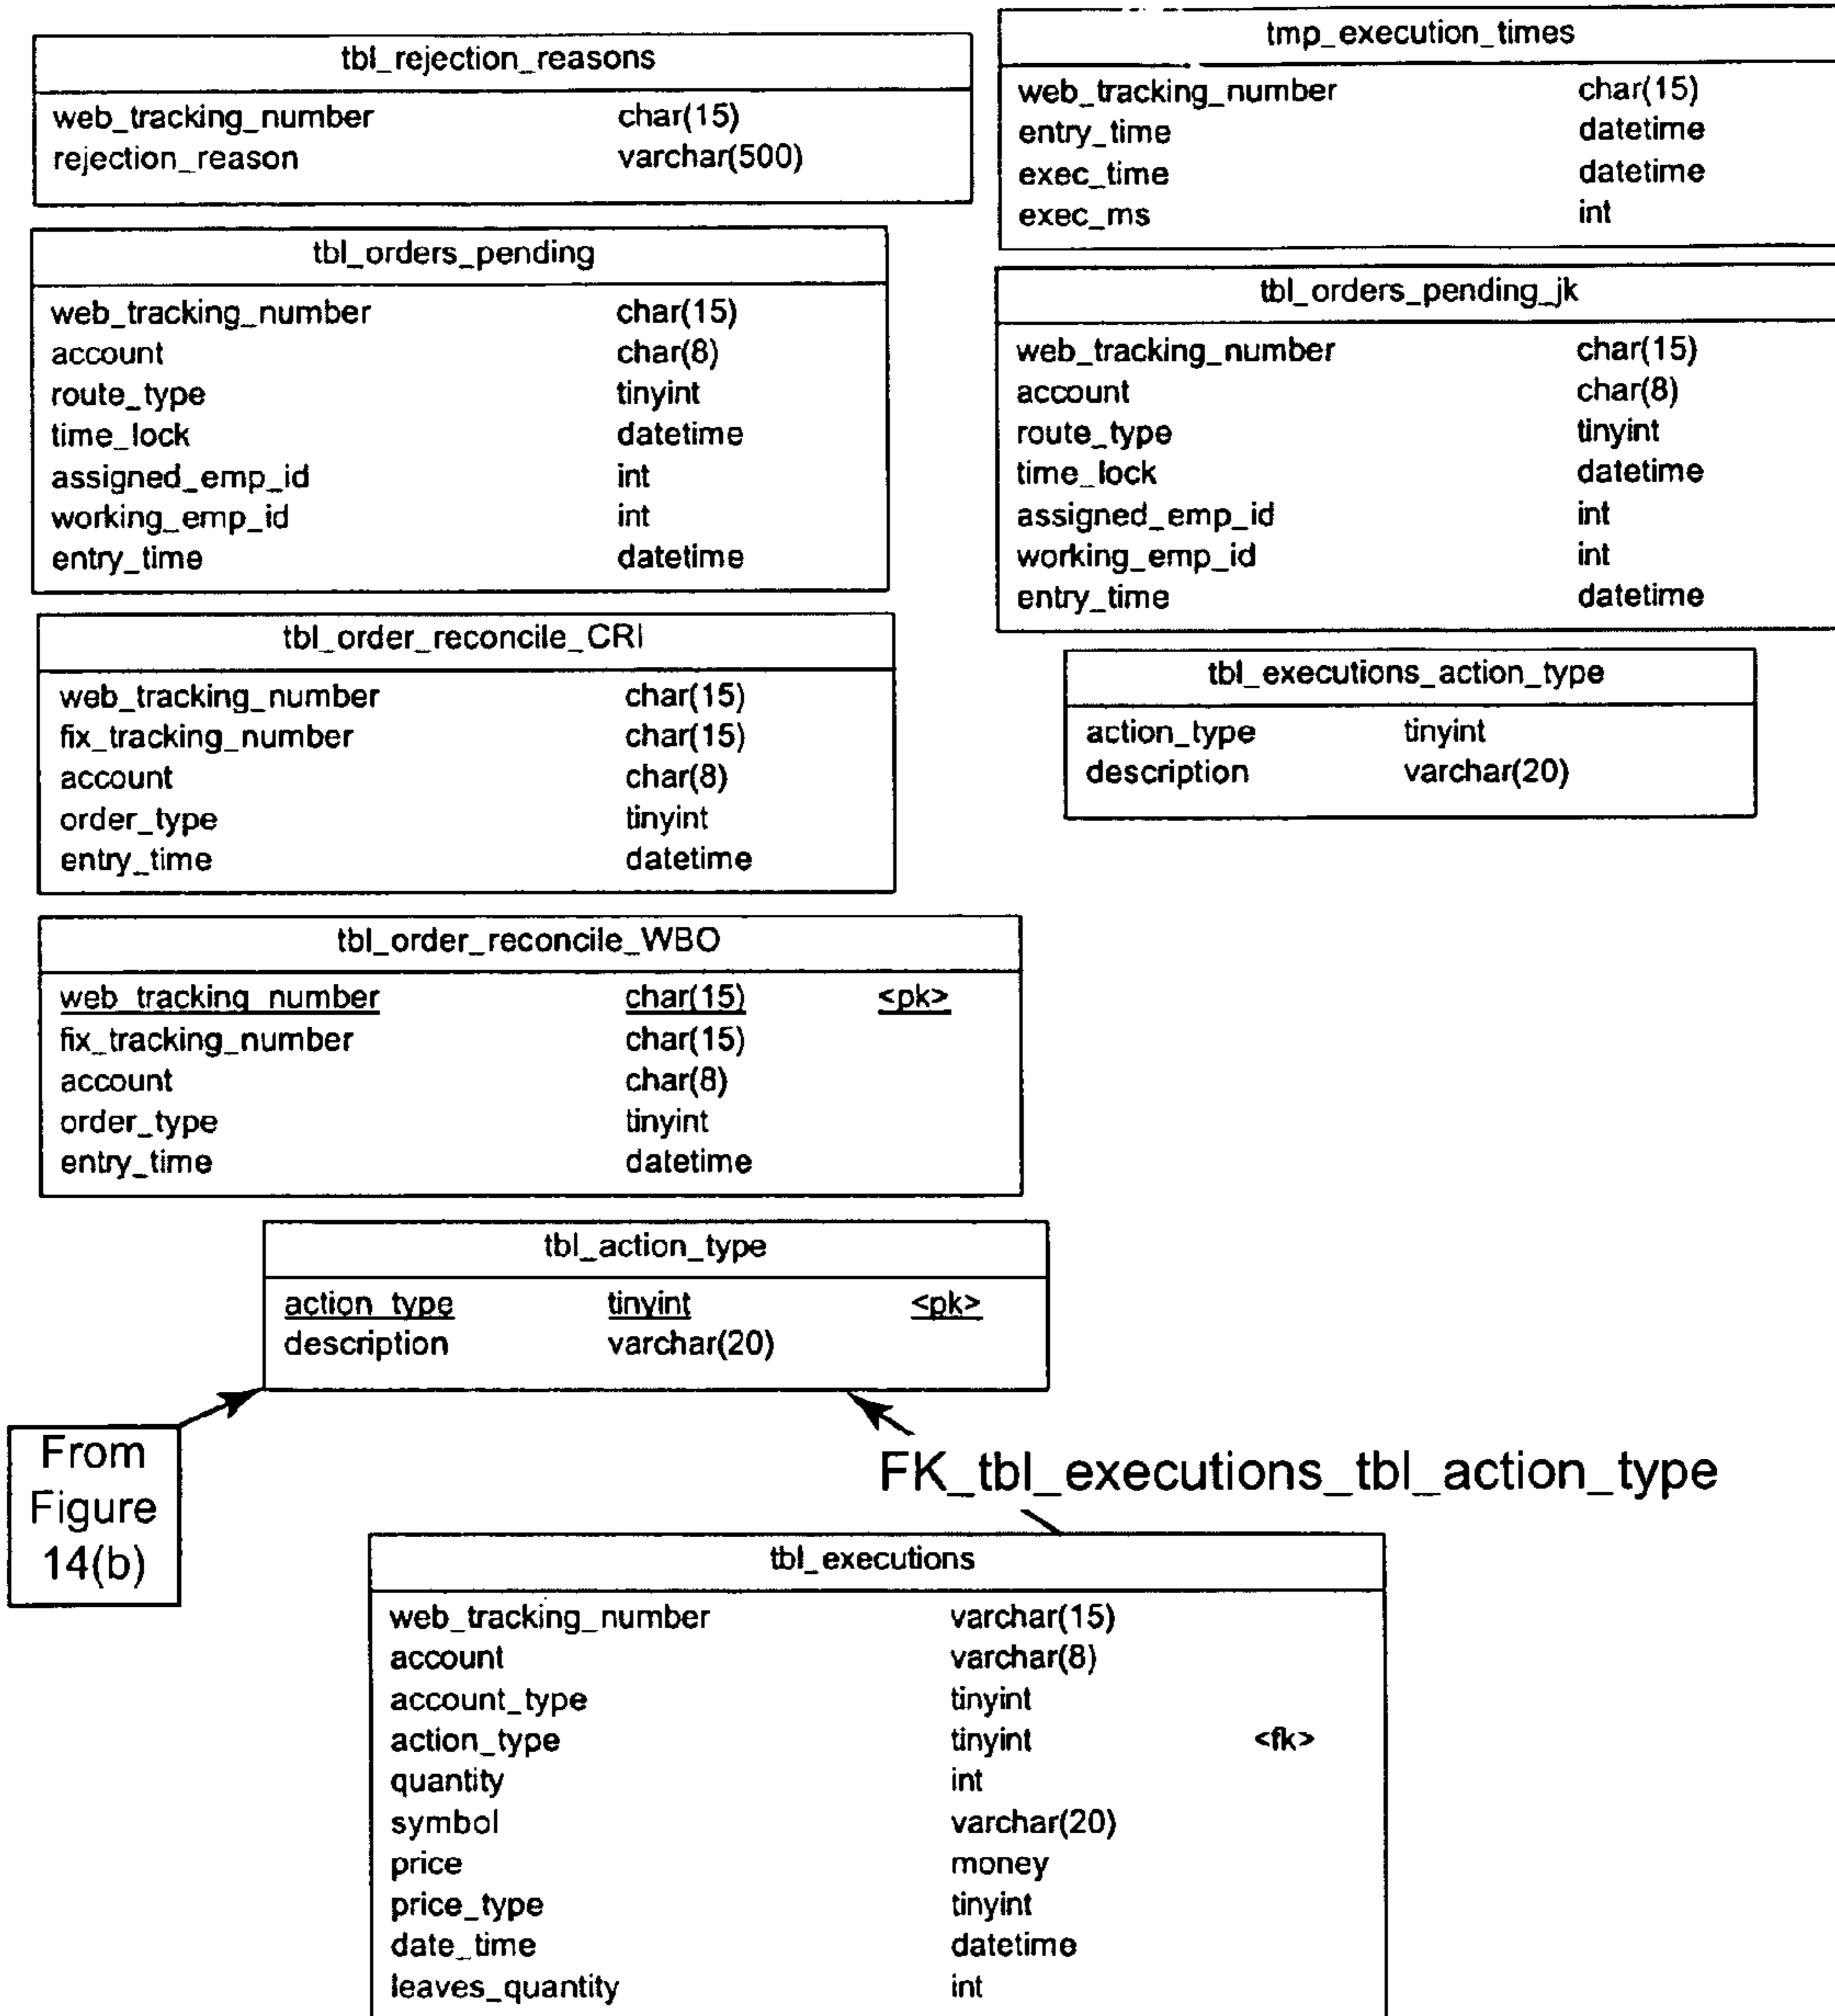 tbl_rejection_reasons
web_tracking_number char(15)
rejection_reason varchar(500)
tmp_execution_times
web_tracking_number char(15)
entry_time datetime
exec_time datetime
exec_ms int
tbl_orders_pending
web_tracking_number char(15)
account char(8)
route_type tinyint
time_lock datetime
assigned_emp_id int
working_emp_id int
entry_time datetime
tbl_orders_pending_jk
web_tracking_number char(15)
account char(8)
route_type tinyint
time_lock datetime
assigned_emp_id int
working_emp_id int
entry_time datetime
tbl_order_reconcile_CRI
web_tracking_number char(15)
fix_tracking_number char(15)
account char(8)
order_type tinyint
entry_time datetime
tbl_executions_action_type
action_type tinyint
description varchar(20)
tbl_order_reconcile_WBO
web_tracking_number char(15) <pk>
fix_tracking_number char(15)
account char(8)
order_type tinyint
entry_time datetime
tbl_action_type
action_type tinyint <pk>
description varchar(20)
From
Figure
14(b)
FK_tbl_executions_tbl_action_type
tbl_executions
web_tracking_number varchar(15)
account varchar(8)
account_type tinyint
action_type tinyint <fk>
quantity int
symbol varchar(20)
price money
price_type tinyint
date_time datetime
leaves_quantity int